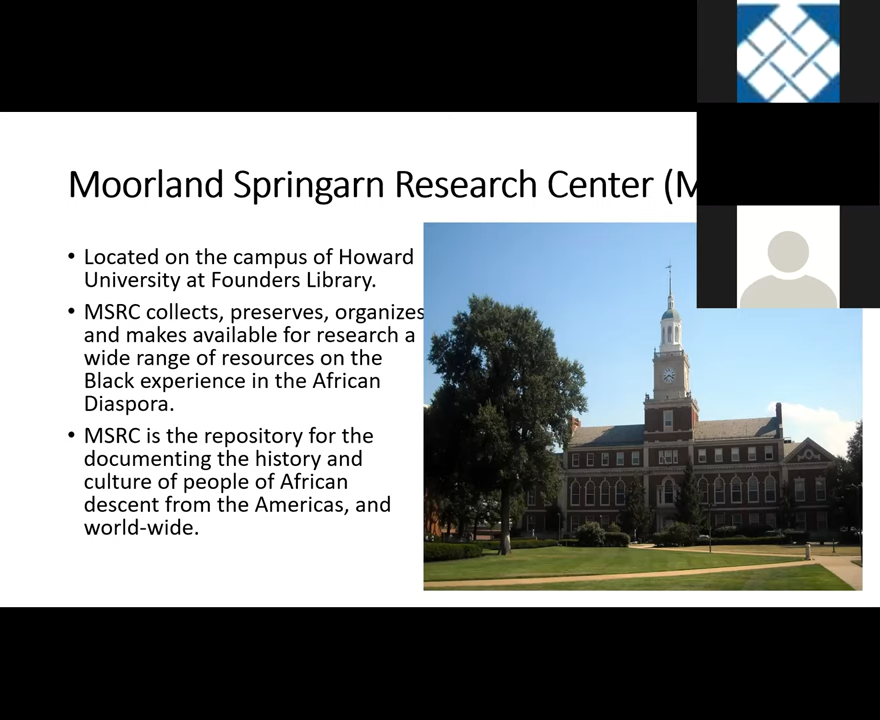 Moorland Springarn Research Center (M
• Located on the campus of Howard
University at Founders Library.
• MSRC collects, preserves, organizes
and makes available for research a
wide range of resources on the
Black experience in the African
Diaspora.
• MSRC is the repository for the
documenting the history and
culture of people of African
descent from the Americas, and
world-wide.